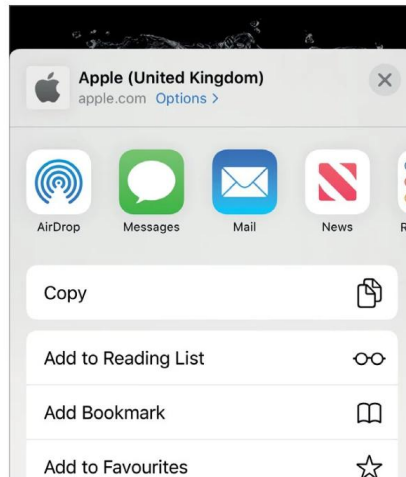 Apple (United Kingdom)
apple.com Options >
AirDrop Messages Mail News R
Copy
Add to Reading List
Add Bookmark
Add to Favourites